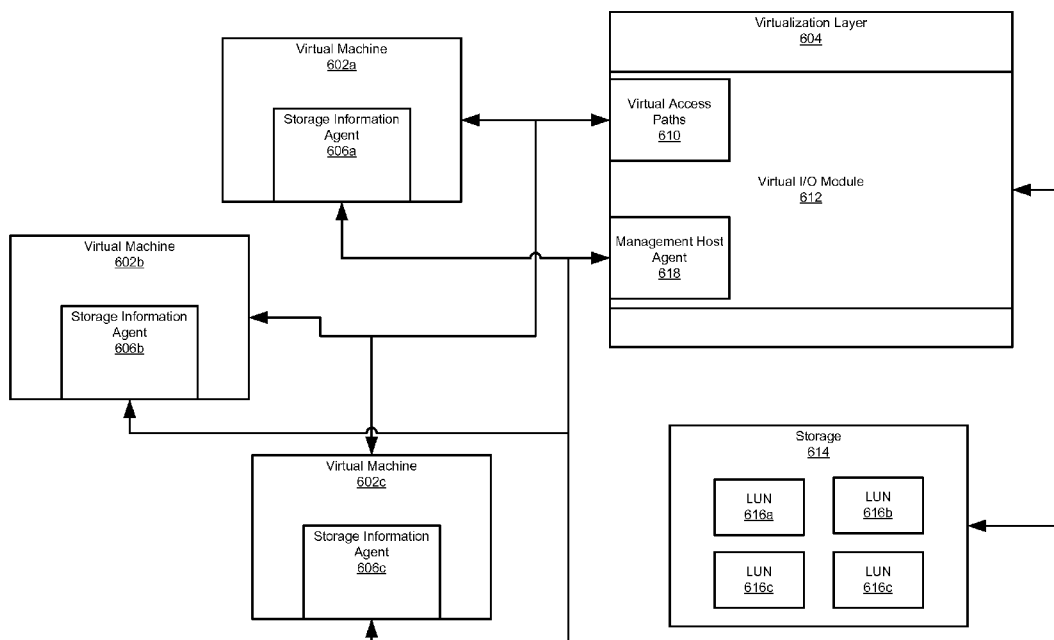 Virtualization Layer
604
Virtual Machine
602a
Storage Information
Agent
606a
Virtual Access
Paths
610
Virtual I/O Module
612
Management Host
Agent
618
Virtual Machine
602b
Storage Information
Agent
606b
Storage
614
Virtual Machine
602c
Storage Information
Agent
606c
LUN
616a
LUN
616b
LUN
616c
LUN
616c